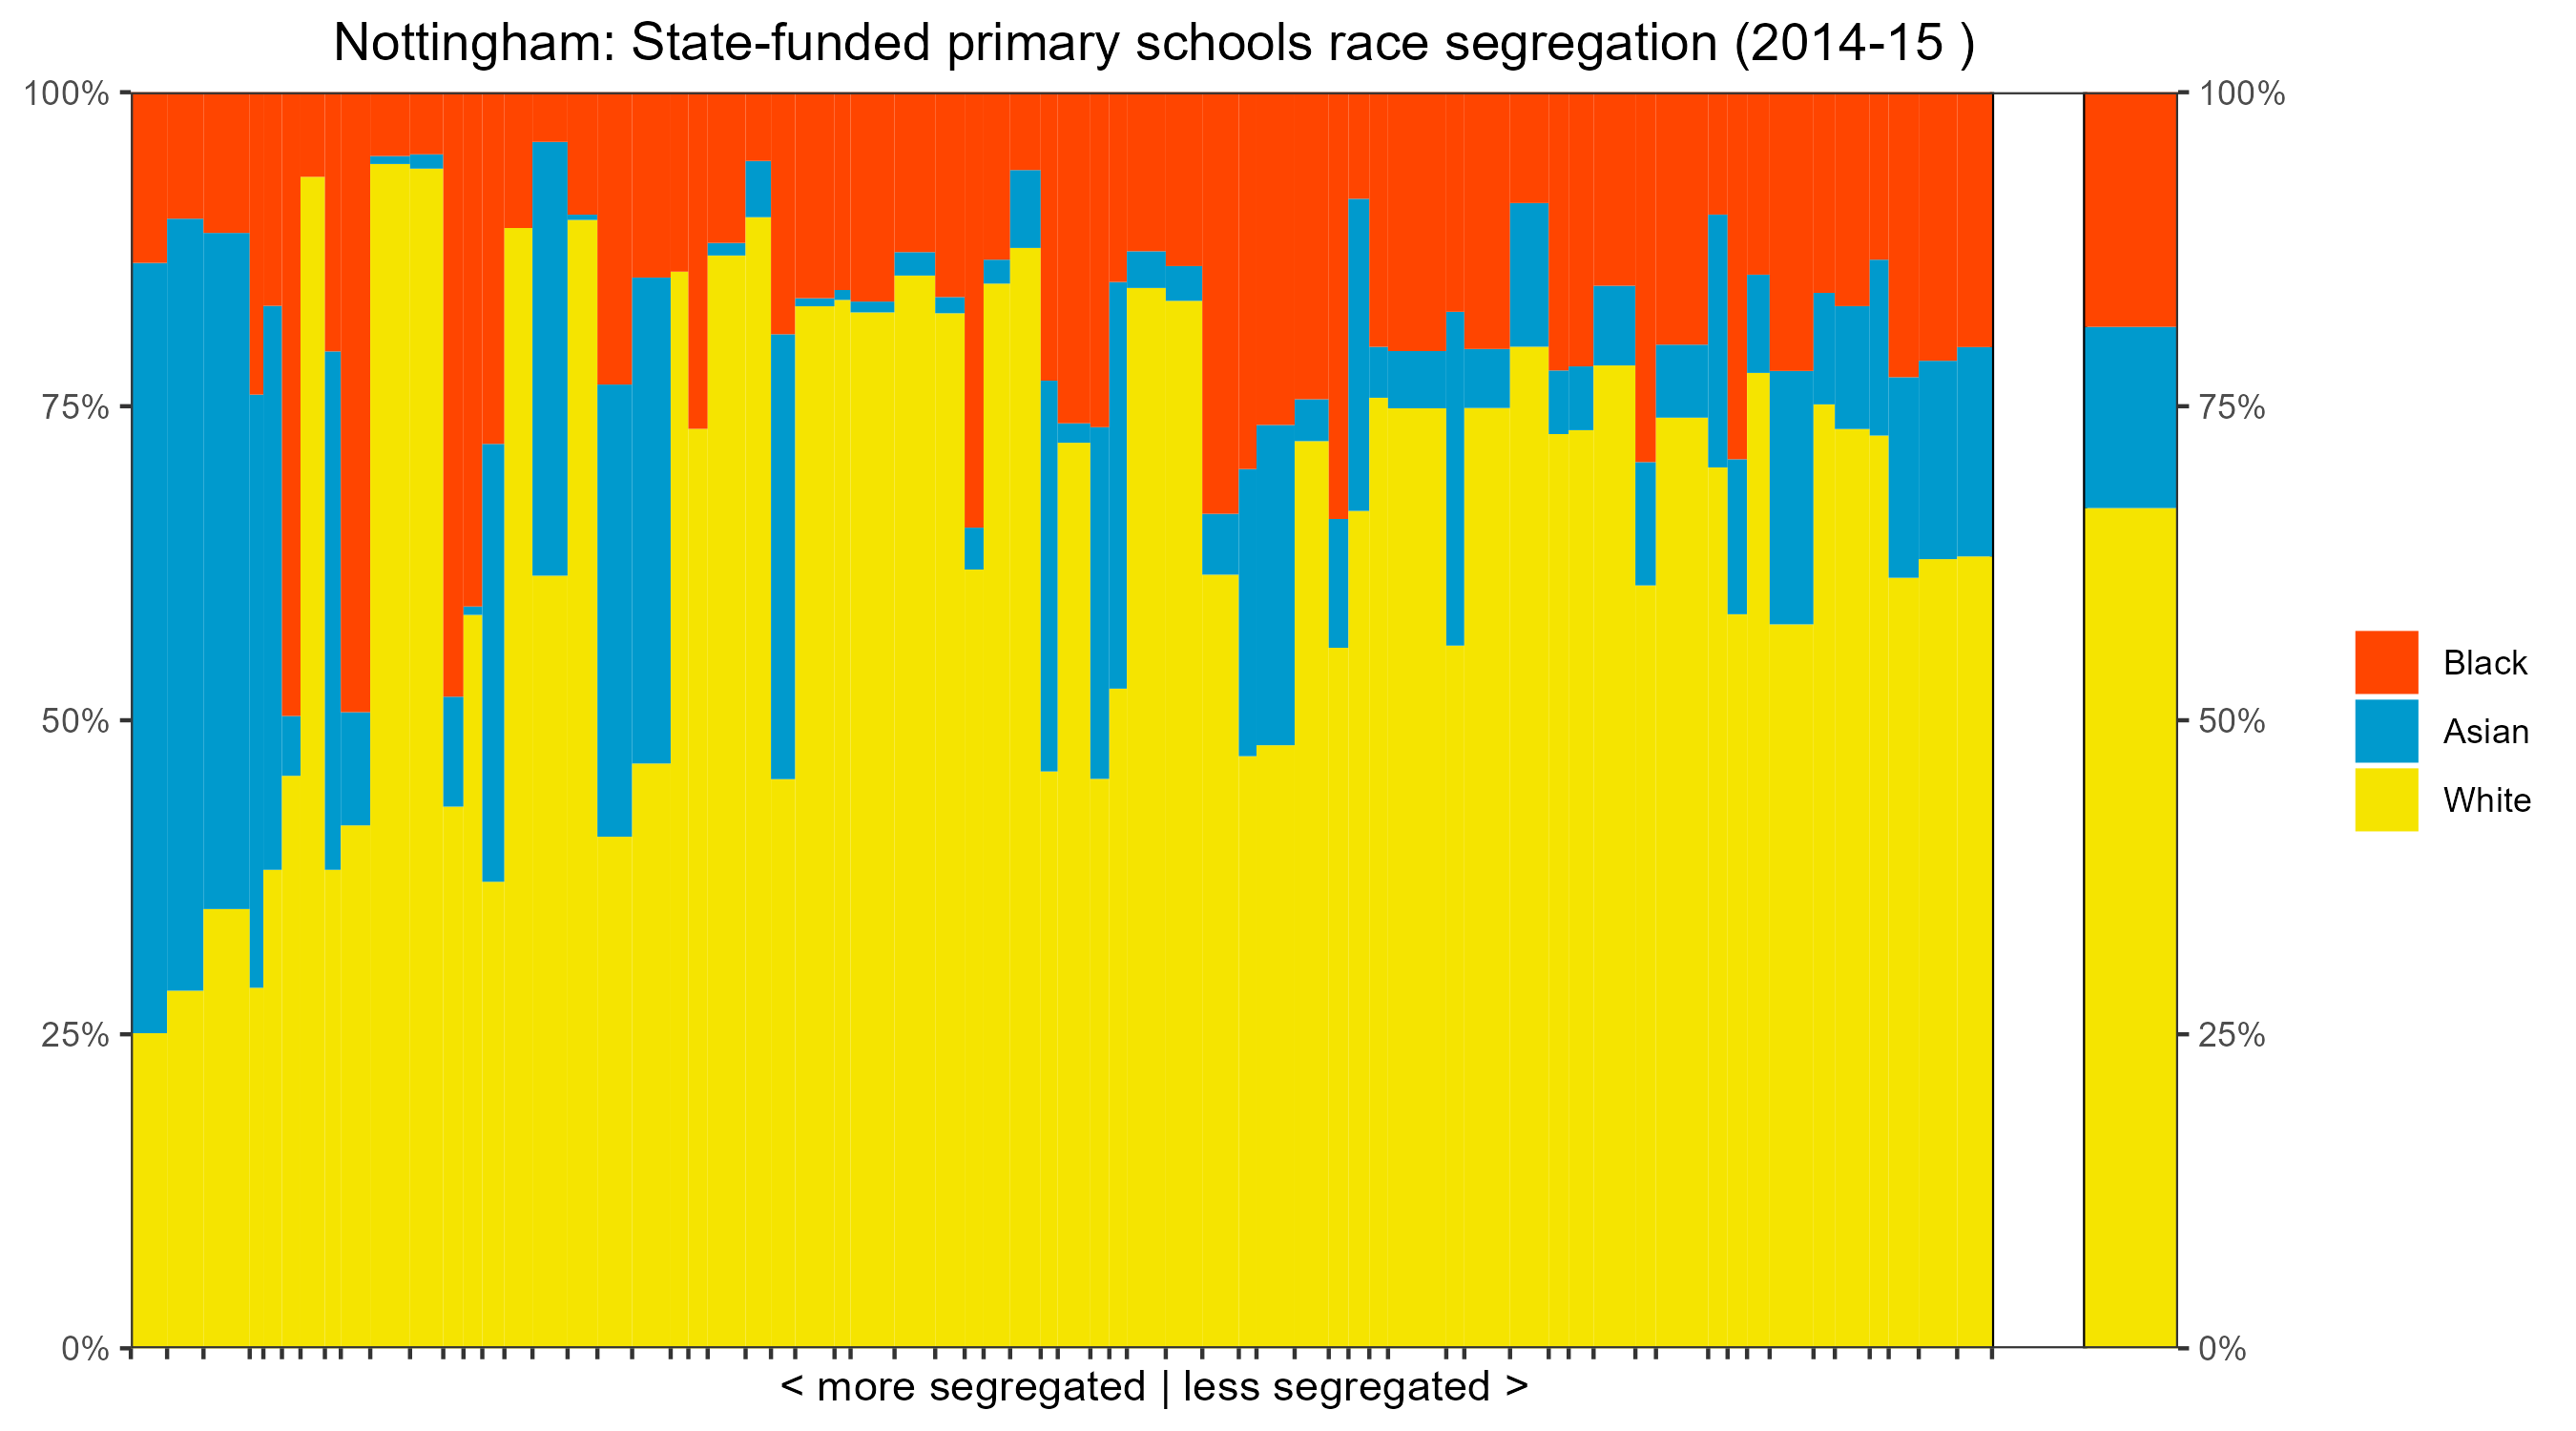 Nottingham: State-funded primary schools race segregation (2014-15 )
100%
75%
50%
25%
0%
100%
75%
50%
25%
0%
Black
Asian
White
< more segregated | less segregated >